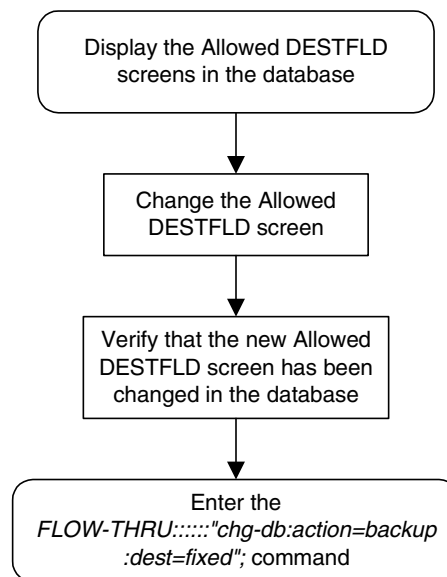 Display the Allowed DESTFLD
screens in the database
Change the Allowed
DESTFLD screen
Verify that the new Allowed
DESTFLD screen has been
changed in the database
Enter the
FLOW-THRU::::::"chg-db:action=backup
:dest=fixed"; command